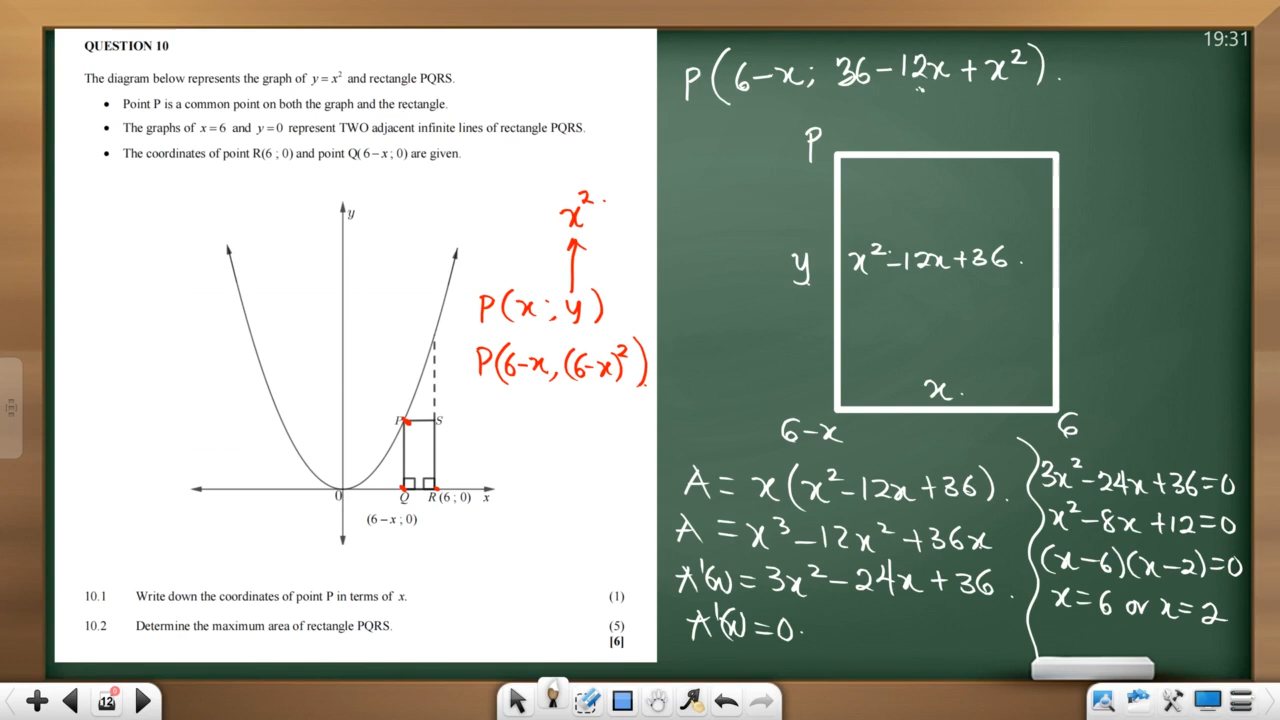 19:31
QUESTION 10
The diagram below represents the graph of y = x² and rectangle PQRS.
• Point P is a common point on both the graph and the rectangle.
• The graphs of x = 6 and y = 0 represent TWO adjacent infinite lines of rectangle PQRS.
• The coordinates of point R(6 ; 0) and point Q( 6 – x ; 0) are given.
y
P
S
0
Q
R (6 ; 0)
x
(6 – x ; 0)
x².
P(x ; y)
P(6-x, (6-x)²)
10.1 Write down the coordinates of point P in terms of x. (1)
10.2 Determine the maximum area of rectangle PQRS. (5)
[6]
P(6-x; 36-12x+x²).
P
y
x²-12x+36.
x.
6-x
6
A = x(x²-12x+36).
A = x³-12x²+36x
A'(x) = 3x²-24x+36.
A'(x) = 0.
3x²-24x+36=0
x²-8x+12=0
(x-6)(x-2)=0
x=6 or x=2
12
0